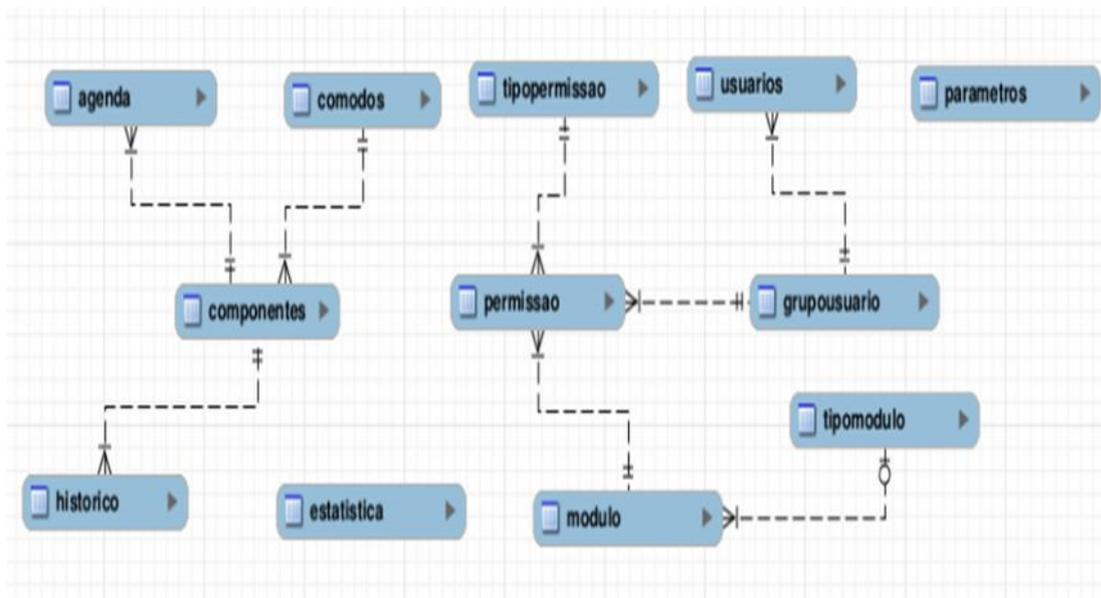 agenda
comodos
tipopermissao
usuarios
parametros
componentes
permissao
grupousuario
tipomodulo
historico
estatistica
modulo